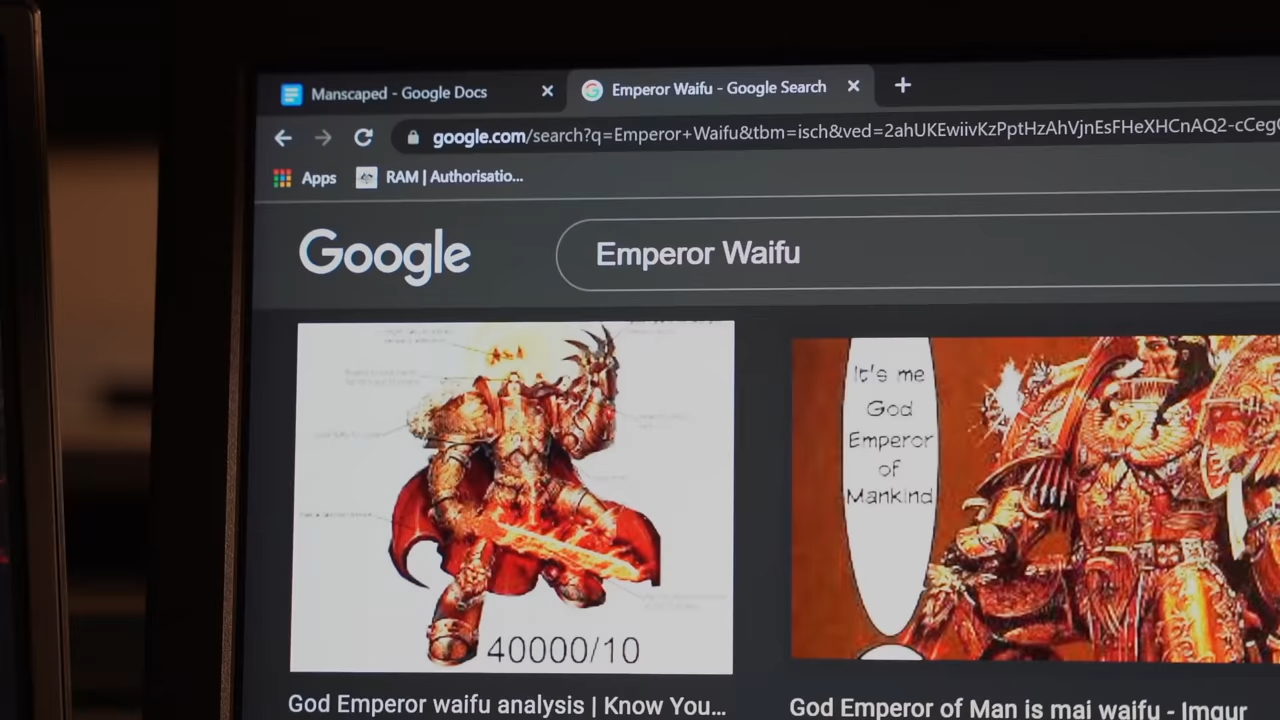 Manscaped - Google Docs
Emperor Waifu - Google Search
google.com/search?q=Emperor+Waifu&tbm=isch&ved=2ahUKEwiivKzPptHzAhVjnEsFHeXHCnAQ2-cCeg
Apps
RAM | Authorisatio...
Google
Emperor Waifu
It's me
God
Emperor
of
Mankind
40000/10
God Emperor waifu analysis | Know You...
God Emperor of Man is mai waifu - Imgur